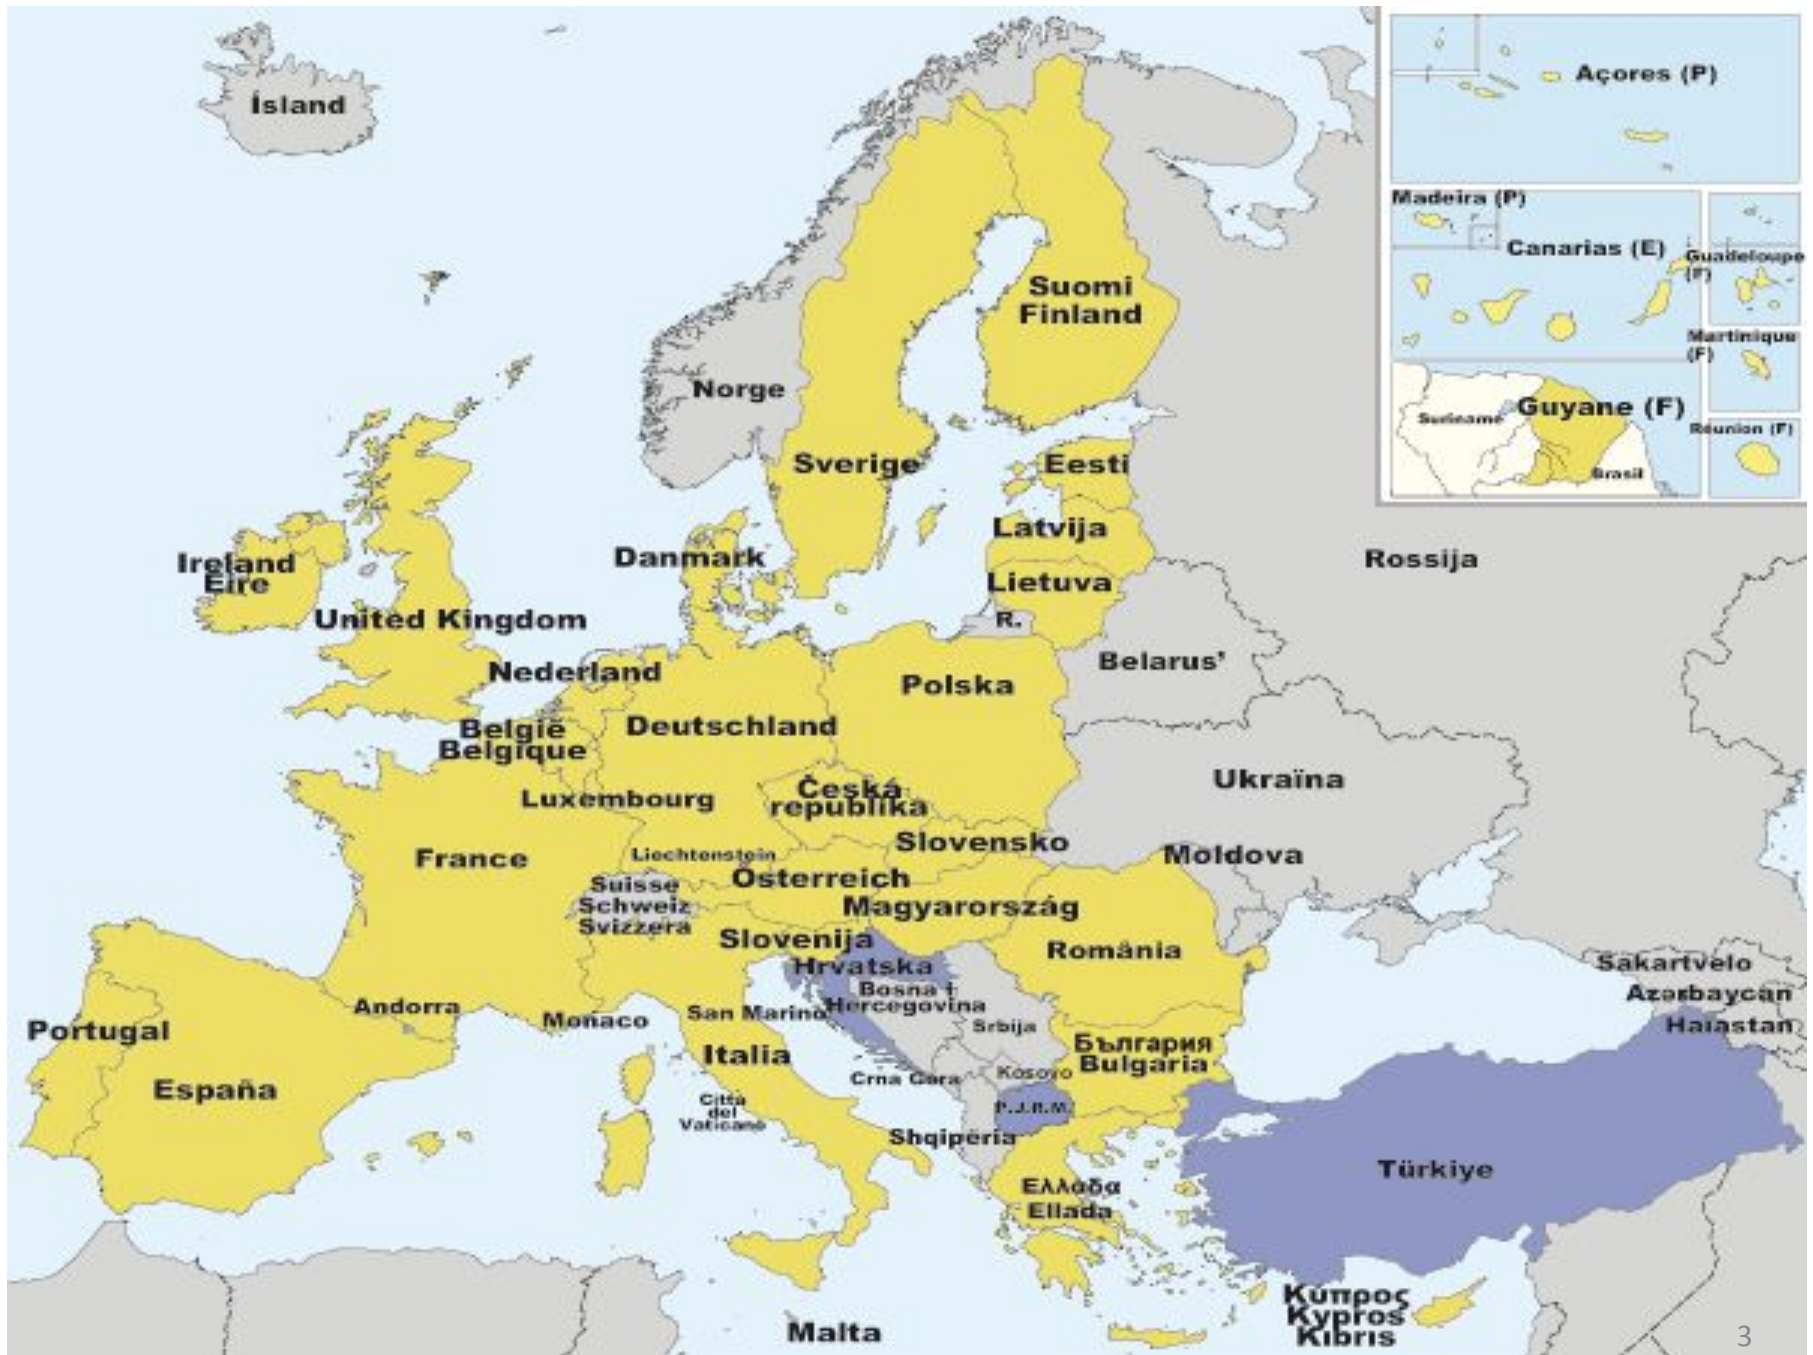 Ísland
Açores (P)
Madeira (P)
Canarias (E)
Guadeloupe
(F)
Martinique
(F)
Suriname
Guyane (F)
Brasil
Réunion (F)
Suomi
Finland
Norge
Sverige
Eesti
Latvija
Lietuva
R.
Rossija
Danmark
Ireland
Éire
United Kingdom
Nederland
Belarus'
Polska
België
Belgique
Deutschland
Ukraïna
Luxembourg
Česká
republika
Slovensko
France
Liechtenstein
Moldova
Österreich
Suisse
Schweiz
Svizzera
Magyarország
Slovenija
România
Hrvatska
Bosna i
Hercegovina
Sakartvelo
Azərbaycan
Haïastan
Andorra
Monaco
San Marino
Srbija
Portugal
Italia
България
Bulgaria
España
Crna Gora
Kosovo
Città
del
Vaticano
P.J.R.M.
Shqipëria
Türkiye
Ελλάδα
Ellada
Κύπρος
Kypros
Kıbrıs
Malta
3